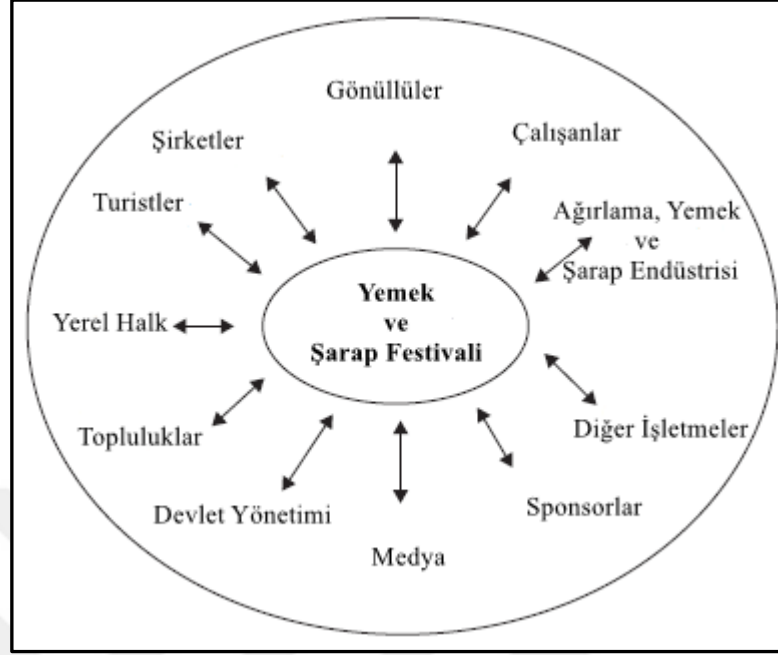 Gönüllüler
Şirketler
Çalışanlar
Turistler
Ağırlama, Yemek
ve
Şarap Endüstrisi
Yemek
ve
Şarap Festivali
Yerel Halk
Topluluklar
Diğer İşletmeler
Devlet Yönetimi
Sponsorlar
Medya